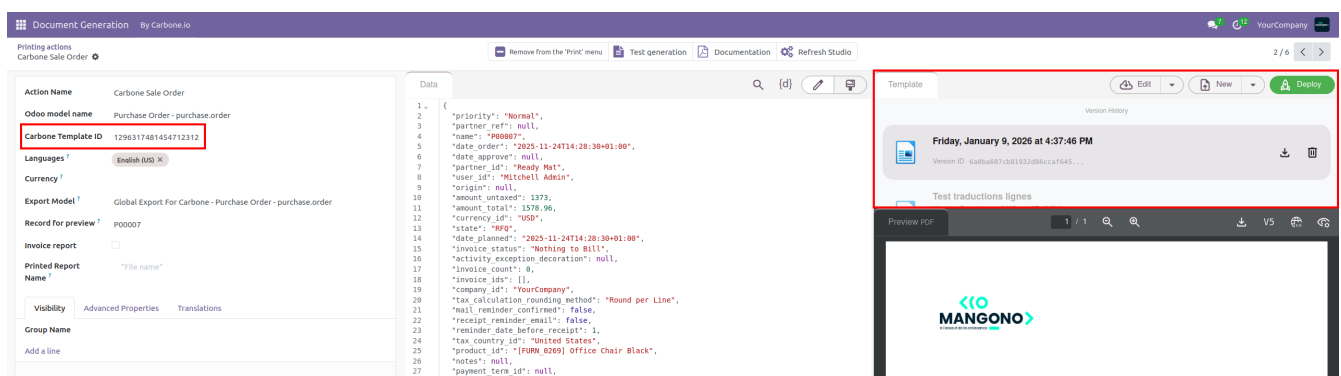 Document Generation By Carbone.io
7 12 YourCompany
Printing actions
Carbone Sale Order
Remove from the 'Print' menu Test generation Documentation Refresh Studio
2 / 6
Action Name Carbone Sale Order
Odoo model name Purchase Order - purchase.order
Carbone Template ID 1296317481454712312
Languages ? English (US) ×
Currency ?
Export Model ? Global Export For Carbone - Purchase Order - purchase.order
Record for preview ? P00007
Invoice report
Printed Report Name ? "File name"
Visibility Advanced Properties Translations
Group Name
Add a line
Data {d}
1 {
2 "priority": "Normal",
3 "partner_ref": null,
4 "name": "P00007",
5 "date_order": "2025-11-24T14:28:30+01:00",
6 "date_approve": null,
7 "partner_id": "Ready Mat",
8 "user_id": "Mitchell Admin",
9 "origin": null,
10 "amount_untaxed": 1373,
11 "amount_total": 1578.96,
12 "currency_id": "USD",
13 "state": "RFQ",
14 "date_planned": "2025-11-24T14:28:30+01:00",
15 "invoice_status": "Nothing to Bill",
16 "activity_exception_decoration": null,
17 "invoice_count": 0,
18 "invoice_ids": [],
19 "company_id": "YourCompany",
20 "tax_calculation_rounding_method": "Round per Line",
21 "mail_reminder_confirmed": false,
22 "receipt_reminder_email": false,
23 "reminder_date_before_receipt": 1,
24 "tax_country_id": "United States",
25 "product_id": "[FURN_0269] Office Chair Black",
26 "notes": null,
27 "payment_term_id": null,
Template Edit New Deploy
Version History
Friday, January 9, 2026 at 4:37:46 PM
Version ID 6a8ba607cb81932d86ccaf645...
Test traductions lignes
Preview PDF 1 / 1 V5
MANGONO